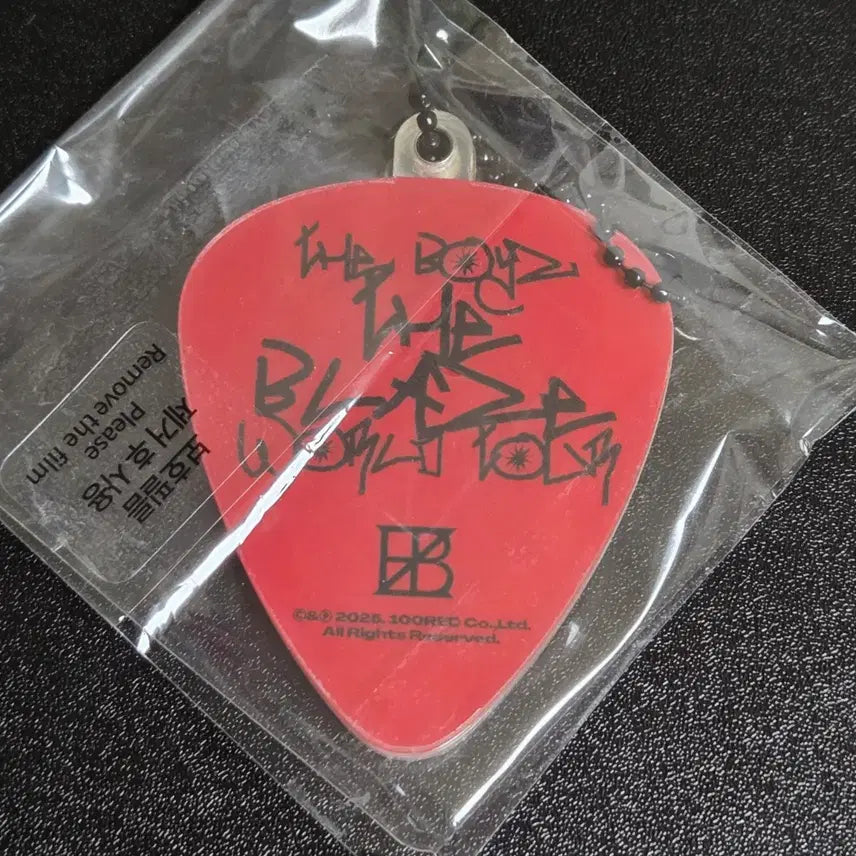 THE BOYZ
THE
BLAZE
WORLD TOUR
©&℗ 2025. 100REC Co.,Ltd.
All Rights Reserved.
보호필름
제거 후 사용
Please
Remove the film